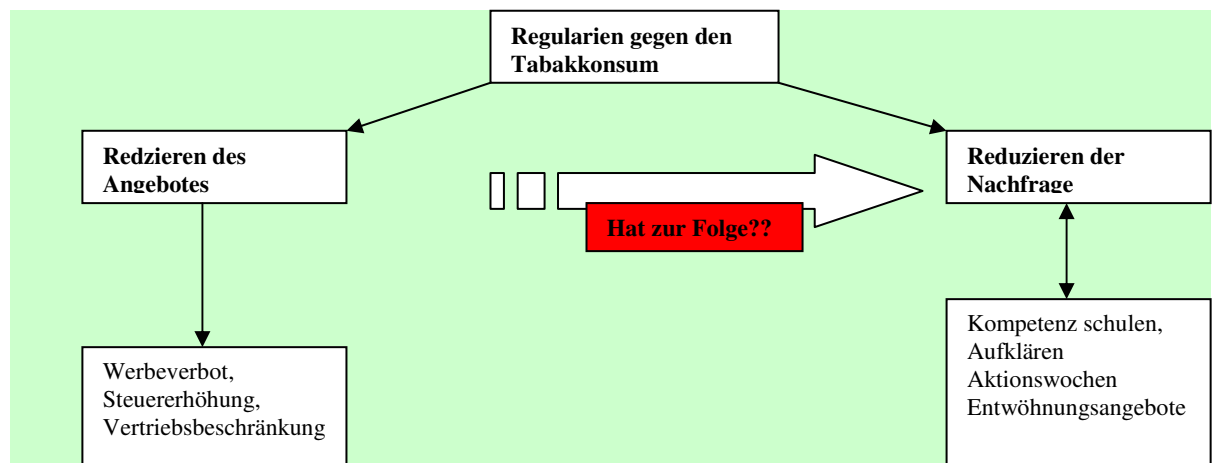 Regularien gegen den
Tabakkonsum
Redzieren des
Angebotes
Reduzieren der
Nachfrage
Hat zur Folge??
Werbeverbot,
Steuererhöhung,
Vertriebsbeschränkung
Kompetenz schulen,
Aufklären
Aktionswochen
Entwöhnungsangebote